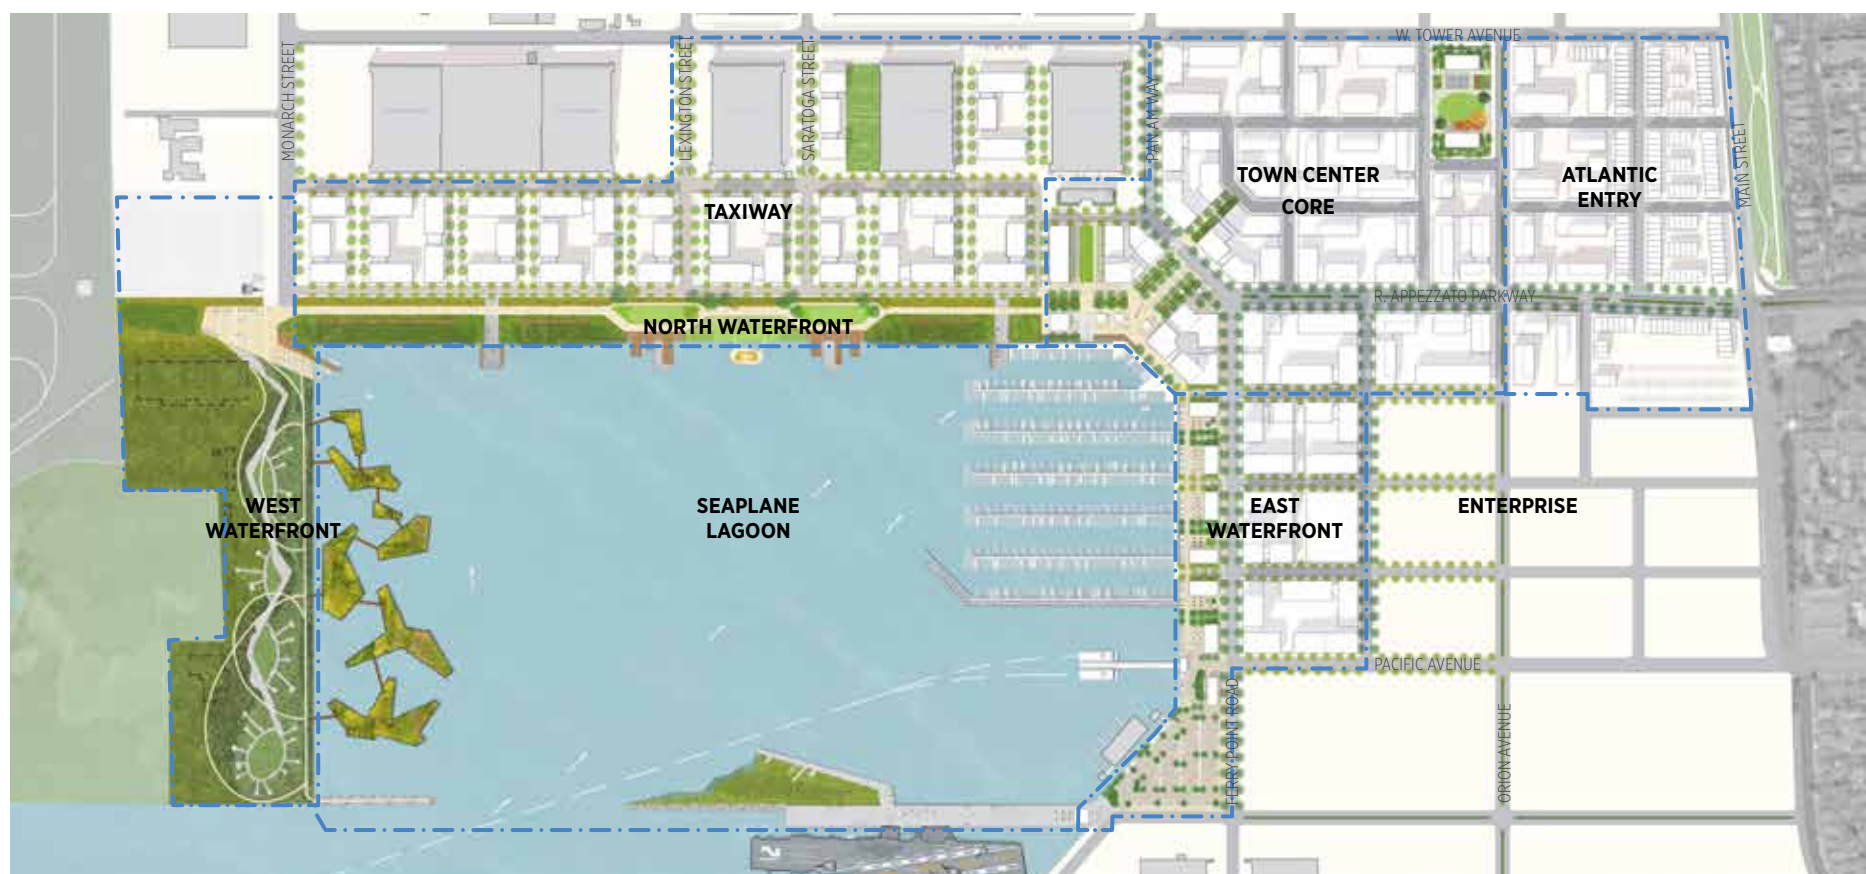 W. TOWER AVENUE
MONARCH STREET
LEXINGTON STREET
SARATOGA STREET
PAN AM WAY
MAIN STREET
TOWN CENTER
CORE
ATLANTIC
ENTRY
TAXIWAY
R. APPEZZATO PARKWAY
NORTH WATERFRONT
WEST
WATERFRONT
SEAPLANE
LAGOON
EAST
WATERFRONT
ENTERPRISE
PACIFIC AVENUE
FERRY POINT ROAD
ORION AVENUE